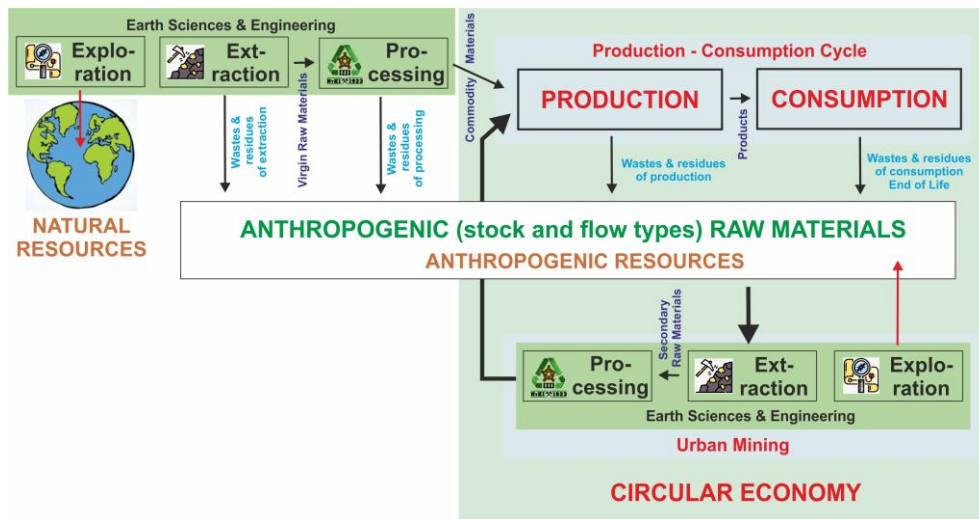 Earth Sciences & Engineering
Explo-
ration
Ext-
raction
Pro-
cessing
Virgin Raw Materials
Commodity Materials
Wastes &
residues
of extraction
Wastes &
residues
of processing
NATURAL
RESOURCES
Production - Consumption Cycle
PRODUCTION
Products
CONSUMPTION
Wastes & residues
of production
Wastes & residues
of consumption
End of Life
ANTHROPOGENIC (stock and flow types) RAW MATERIALS
ANTHROPOGENIC RESOURCES
Secondary
Raw Materials
Pro-
cessing
Ext-
raction
Explo-
ration
Earth Sciences & Engineering
Urban Mining
CIRCULAR ECONOMY